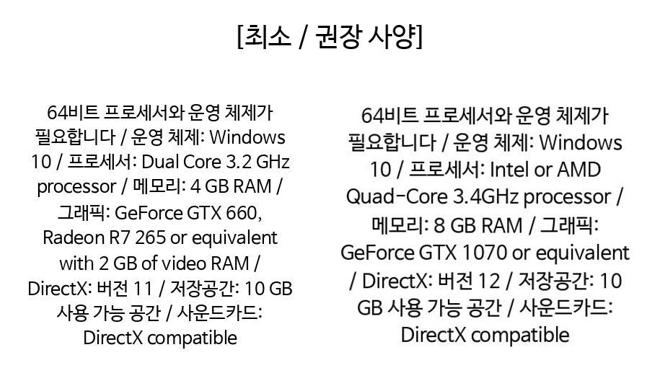 [최소 / 권장 사양]
64비트 프로세서와 운영 체제가
필요합니다 / 운영 체제: Windows
10 / 프로세서: Dual Core 3.2 GHz
processor / 메모리: 4 GB RAM /
그래픽: GeForce GTX 660,
Radeon R7 265 or equivalent
with 2 GB of video RAM /
DirectX: 버전 11 / 저장공간: 10 GB
사용 가능 공간 / 사운드카드:
DirectX compatible
64비트 프로세서와 운영 체제가
필요합니다 / 운영 체제: Windows
10 / 프로세서: Intel or AMD
Quad-Core 3.4GHz processor /
메모리: 8 GB RAM / 그래픽:
GeForce GTX 1070 or equivalent
/ DirectX: 버전 12 / 저장공간: 10
GB 사용 가능 공간 / 사운드카드:
DirectX compatible